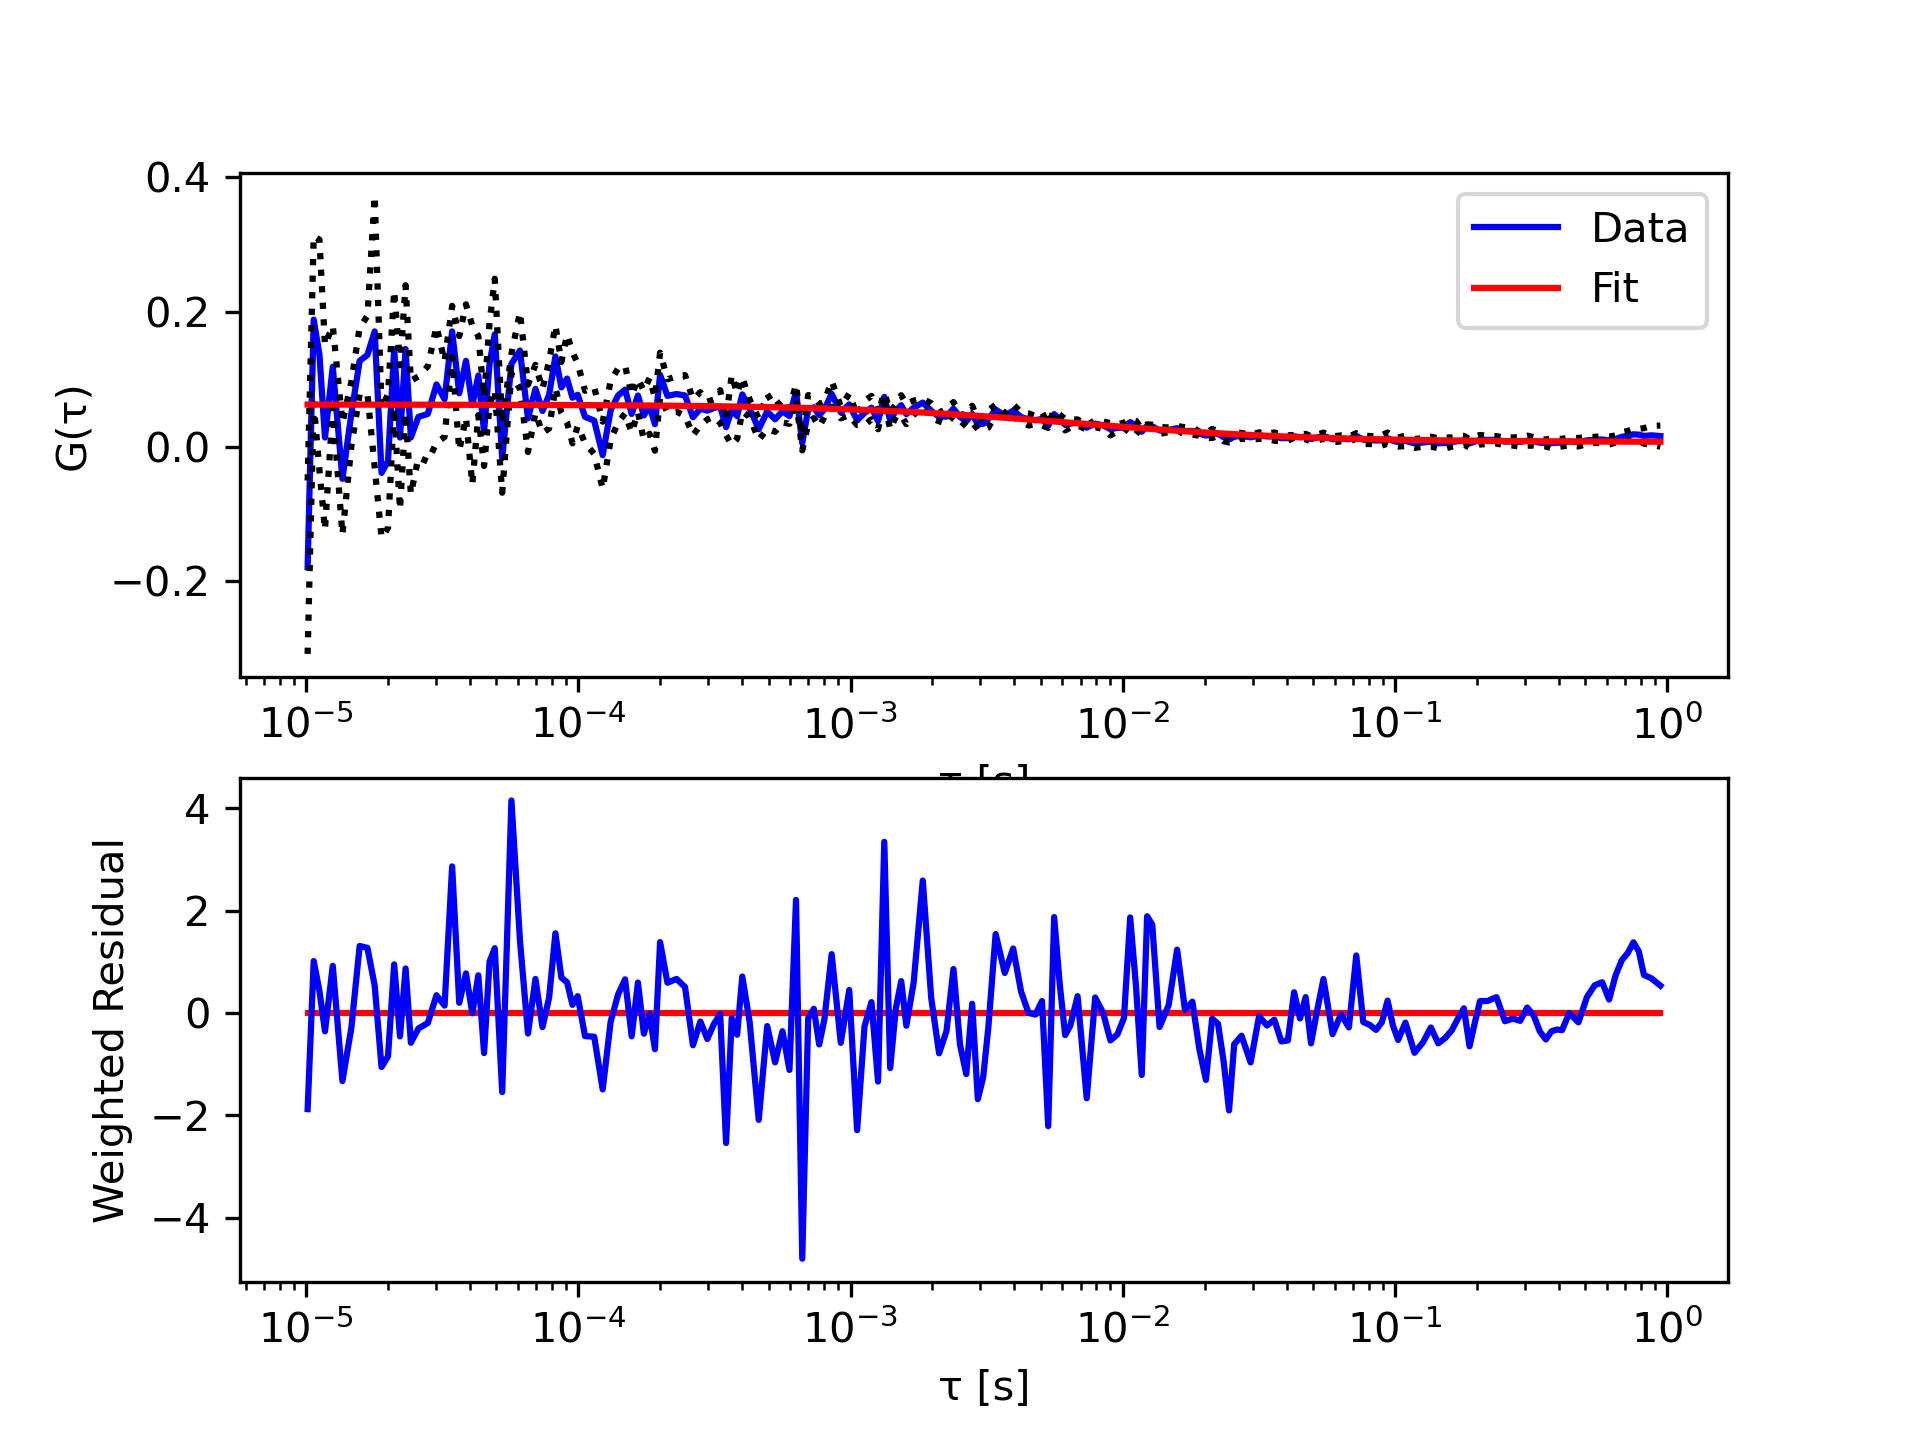 0.4
0.2
0.0
−0.2
G(τ)
Data
Fit
10⁻⁵ 10⁻⁴ 10⁻³ 10⁻² 10⁻¹ 10⁰
τ [s]
4
2
0
−2
−4
Weighted Residual
10⁻⁵ 10⁻⁴ 10⁻³ 10⁻² 10⁻¹ 10⁰
τ [s]